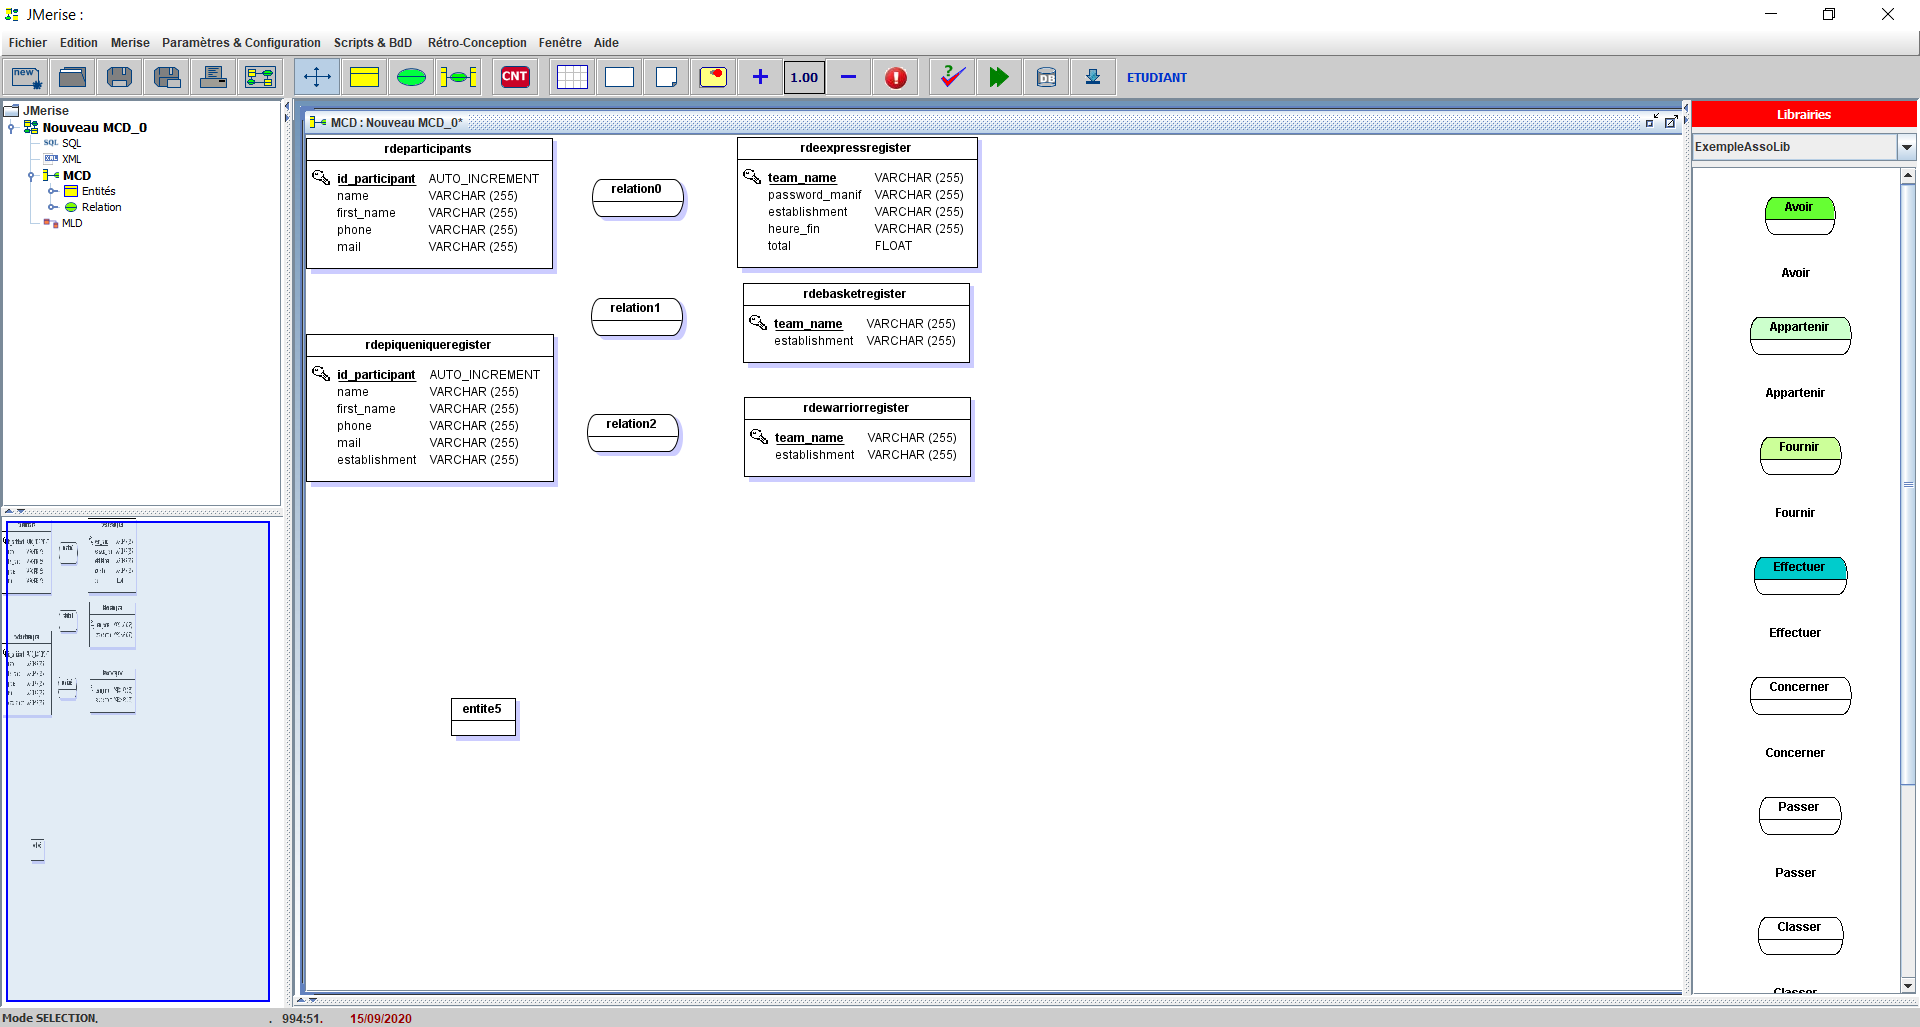 JMerise :
Fichier Edition Merise Paramètres & Configuration Scripts & BdD Rétro-Conception Fenêtre Aide
new CNT 1.00 DB ETUDIANT
JMerise
Nouveau MCD_0
SQL SQL
XML
MCD
Entités
Relation
MLD
MCD : Nouveau MCD_0*
rdeparticipants
id_participant AUTO_INCREMENT
name VARCHAR (255)
first_name VARCHAR (255)
phone VARCHAR (255)
mail VARCHAR (255)
relation0
rdeexpressregister
team_name VARCHAR (255)
password_manif VARCHAR (255)
establishment VARCHAR (255)
heure_fin VARCHAR (255)
total FLOAT
relation1
rdebasketregister
team_name VARCHAR (255)
establishment VARCHAR (255)
rdepiqueniqueregister
id_participant AUTO_INCREMENT
name VARCHAR (255)
first_name VARCHAR (255)
phone VARCHAR (255)
mail VARCHAR (255)
establishment VARCHAR (255)
relation2
rdewarriorregister
team_name VARCHAR (255)
establishment VARCHAR (255)
entite5
Librairies
ExempleAssoLib
Avoir
Avoir
Appartenir
Appartenir
Fournir
Fournir
Effectuer
Effectuer
Concerner
Concerner
Passer
Passer
Classer
Classer
Mode SELECTION. . 994:51. 15/09/2020